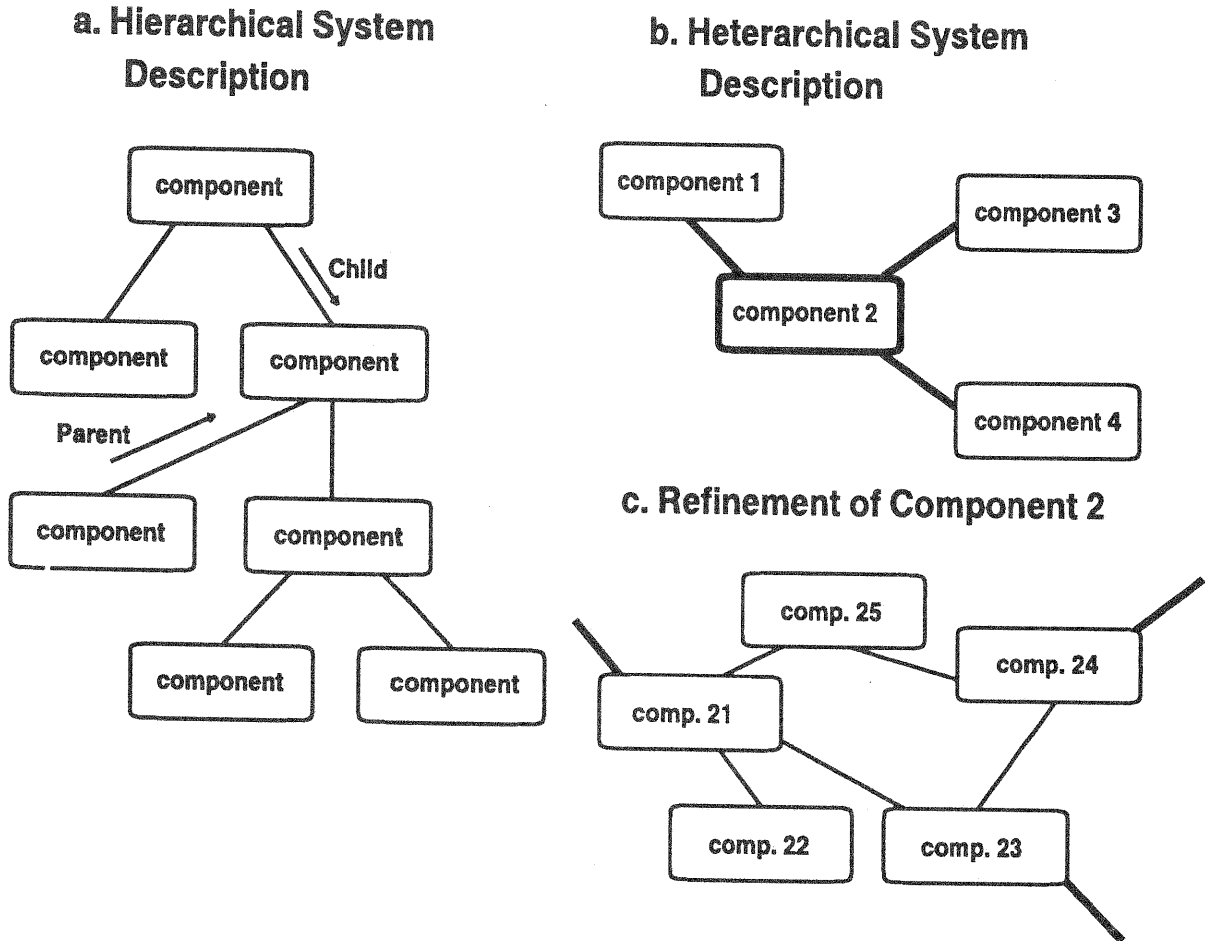 a. Hierarchical System
Description
component
Child
component
component
Parent
component
component
component
component
b. Heterarchical System
Description
component 1
component 3
component 2
component 4
c. Refinement of Component 2
comp. 25
comp. 24
comp. 21
comp. 22
comp. 23